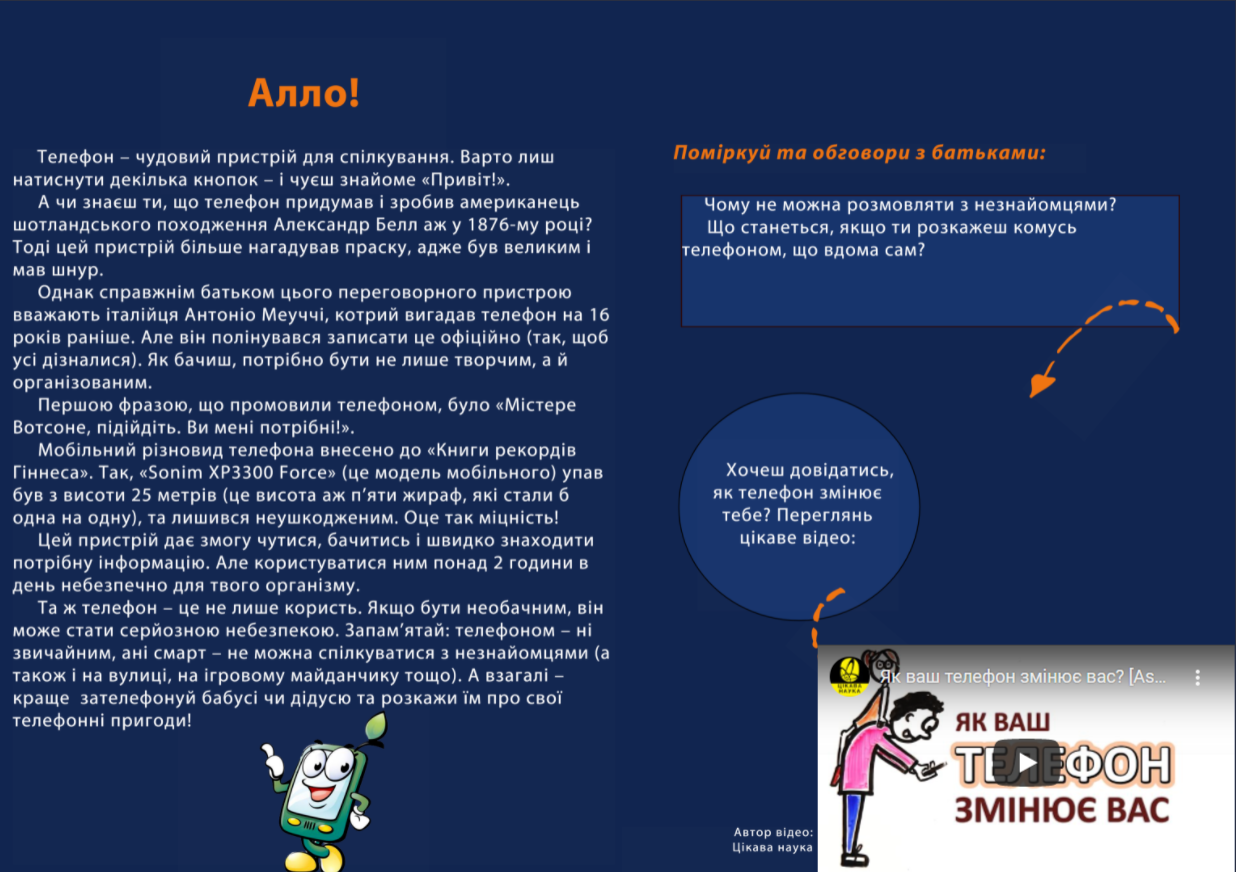 Алло!
Телефон – чудовий пристрій для спілкування. Варто лиш
натиснути декілька кнопок – і чуєш знайоме «Привіт!».
А чи знаєш ти, що телефон придумав і зробив американець
шотландського походження Александр Белл аж у 1876-му році?
Тоді цей пристрій більше нагадував праску, адже був великим і
мав шнур.
Однак справжнім батьком цього переговорного пристрою
вважають італійця Антоніо Меуччі, котрий вигадав телефон на 16
років раніше. Але він полінувався записати це офіційно (так, щоб
усі дізналися). Як бачиш, потрібно бути не лише творчим, а й
організованим.
Першою фразою, що промовили телефоном, було «Містере
Вотсоне, підійдіть. Ви мені потрібні!».
Мобільний різновид телефона внесено до «Книги рекордів
Гіннеса». Так, «Sonim XP3300 Force» (це модель мобільного) упав
був з висоти 25 метрів (це висота аж п’яти жираф, які стали б
одна на одну), та лишився неушкодженим. Оце так міцність!
Цей пристрій дає змогу чутися, бачитись і швидко знаходити
потрібну інформацію. Але користуватися ним понад 2 години в
день небезпечно для твого організму.
Та ж телефон – це не лише користь. Якщо бути необачним, він
може стати серйозною небезпекою. Запам’ятай: телефоном – ні
звичайним, ані смарт – не можна спілкуватися з незнайомцями (а
також і на вулиці, на ігровому майданчику тощо). А взагалі –
краще зателефонуй бабусі чи дідусю та розкажи їм про свої
телефонні пригоди!
Поміркуй та обговори з батьками:
Чому не можна розмовляти з незнайомцями?
Що станеться, якщо ти розкажеш комусь
телефоном, що вдома сам?
Хочеш довідатись,
як телефон змінює
тебе? Переглянь
цікаве відео:
Автор відео:
Цікава наука
ЦІКАВА
НАУКА
Як ваш телефон змінює вас? [As...
ЯК ВАШ
ТЕЛЕФОН
ЗМІНЮЄ ВАС